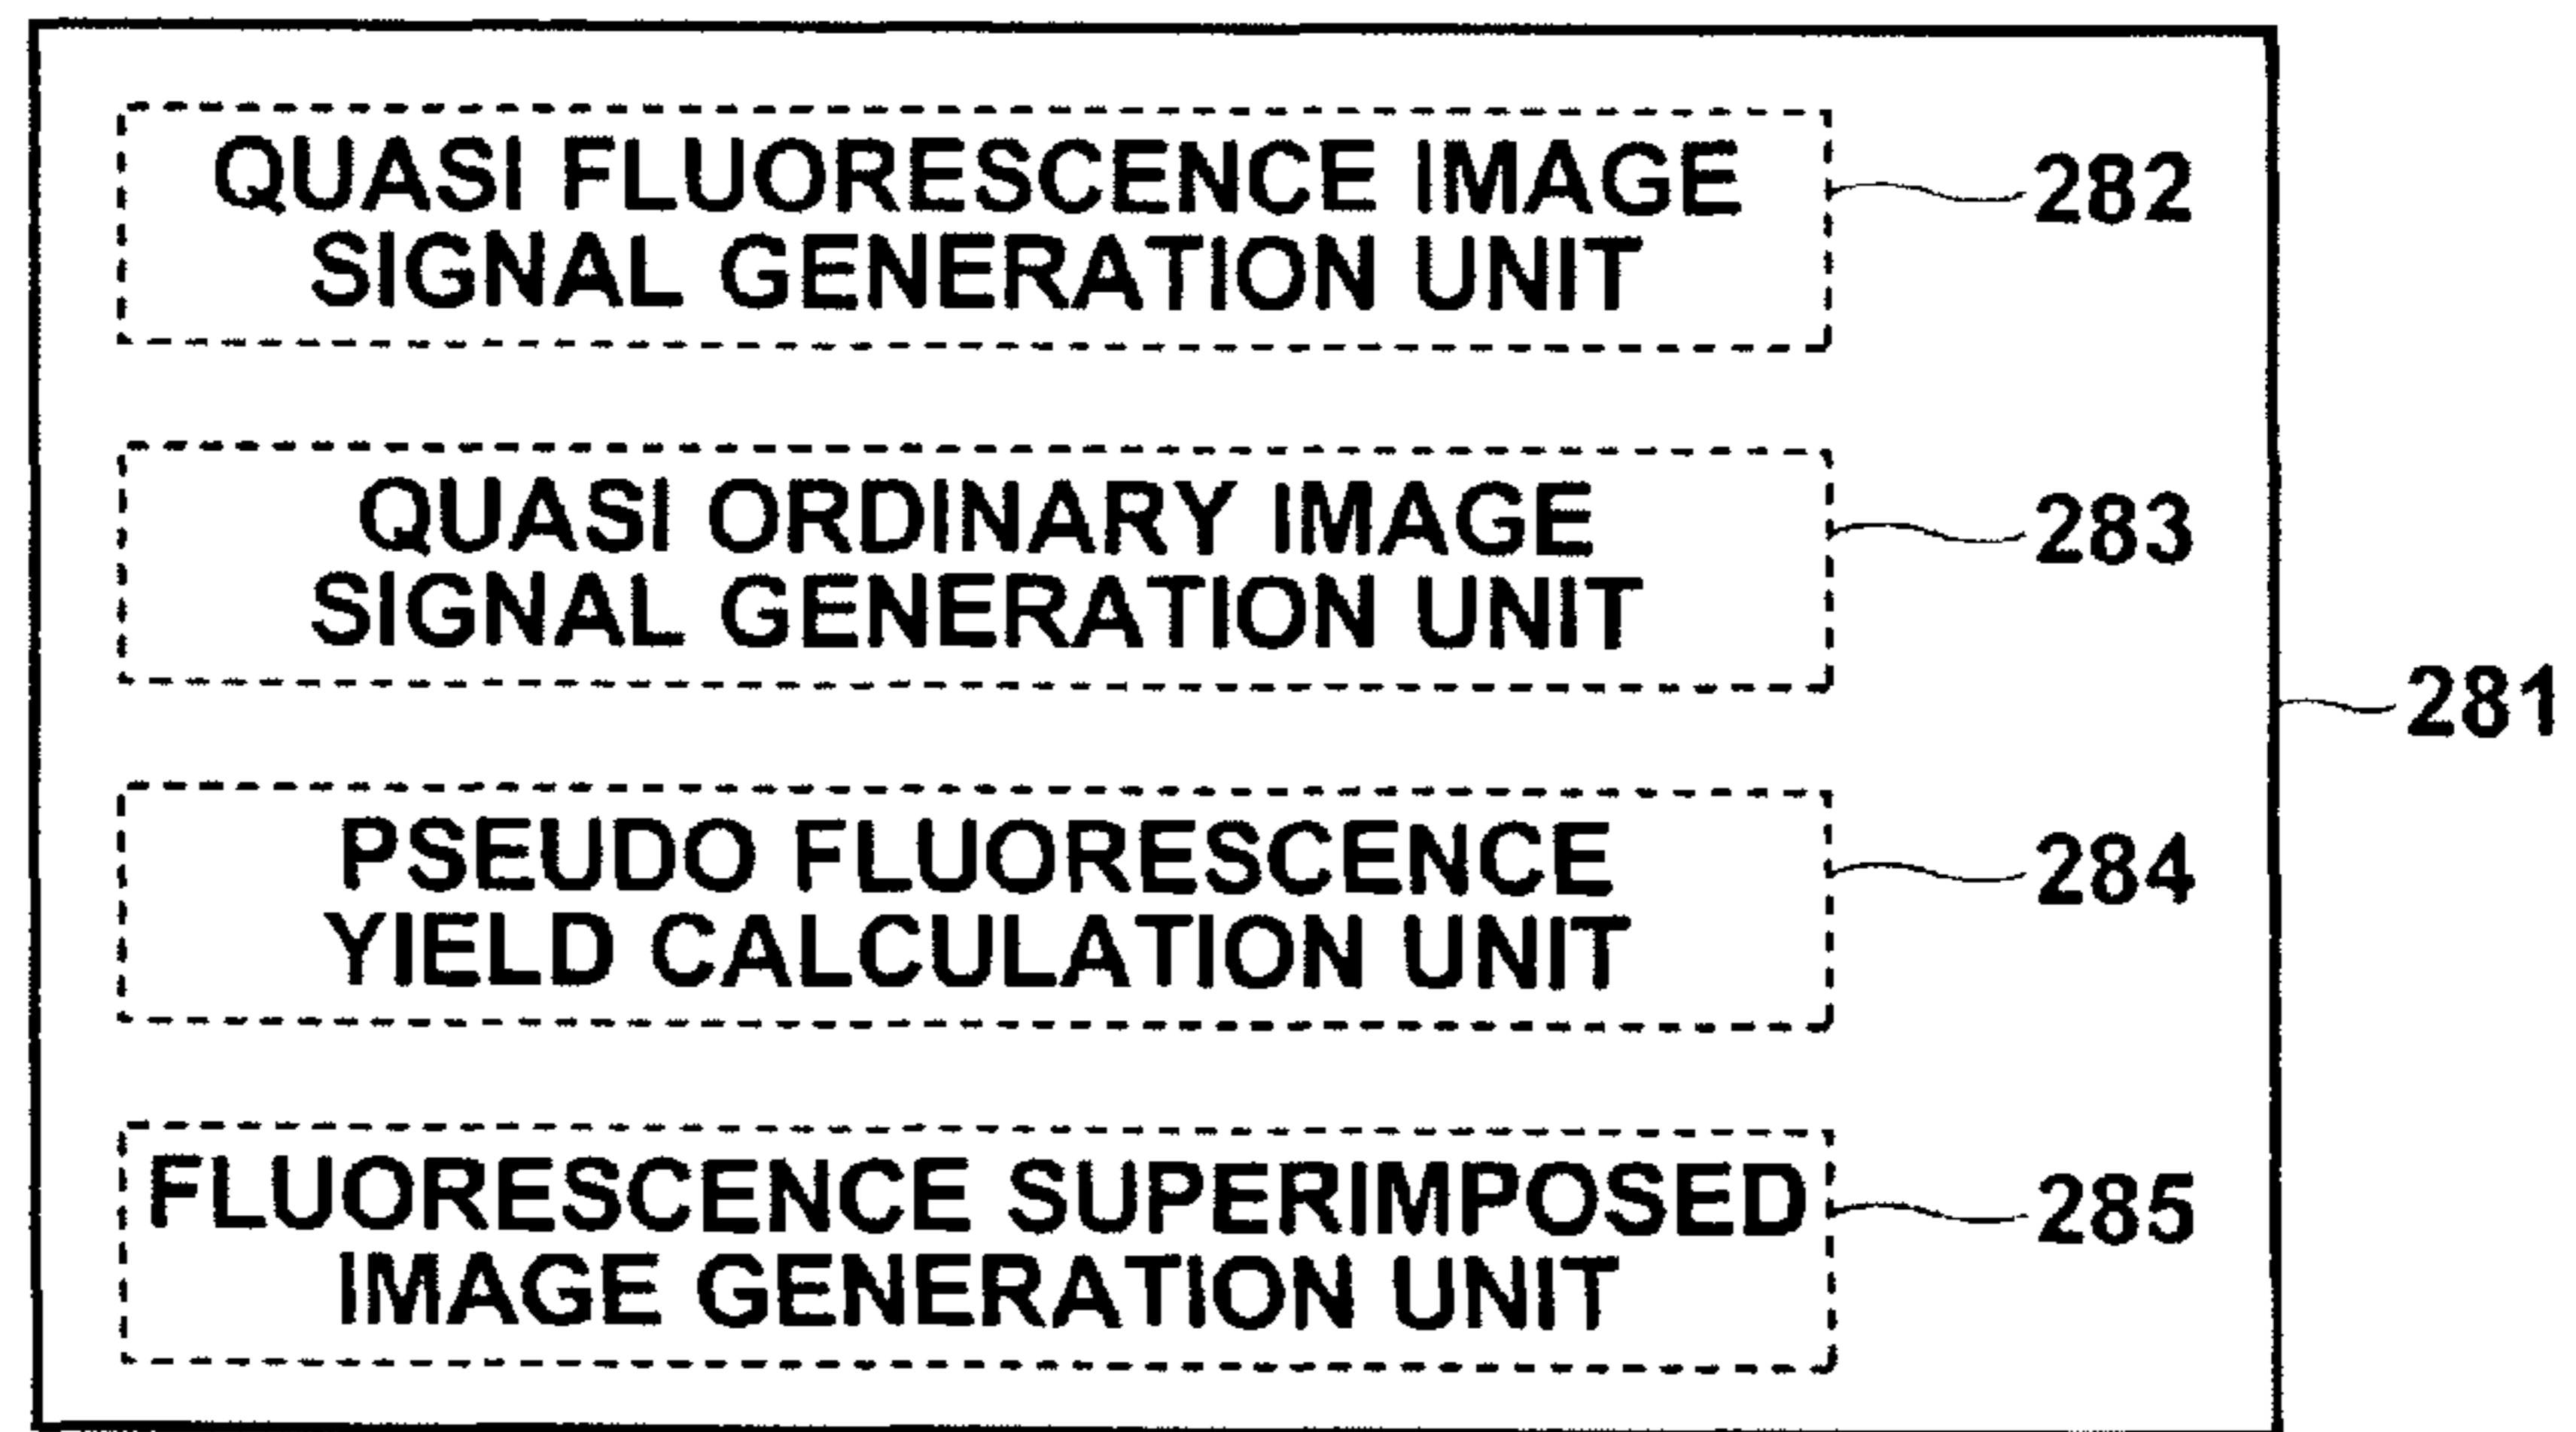 QUASI FLUORESCENCE IMAGE
SIGNAL GENERATION UNIT
282
QUASI ORDINARY IMAGE
SIGNAL GENERATION UNIT
283
281
PSEUDO FLUORESCENCE
YIELD CALCULATION UNIT
284
FLUORESCENCE SUPERIMPOSED
IMAGE GENERATION UNIT
285